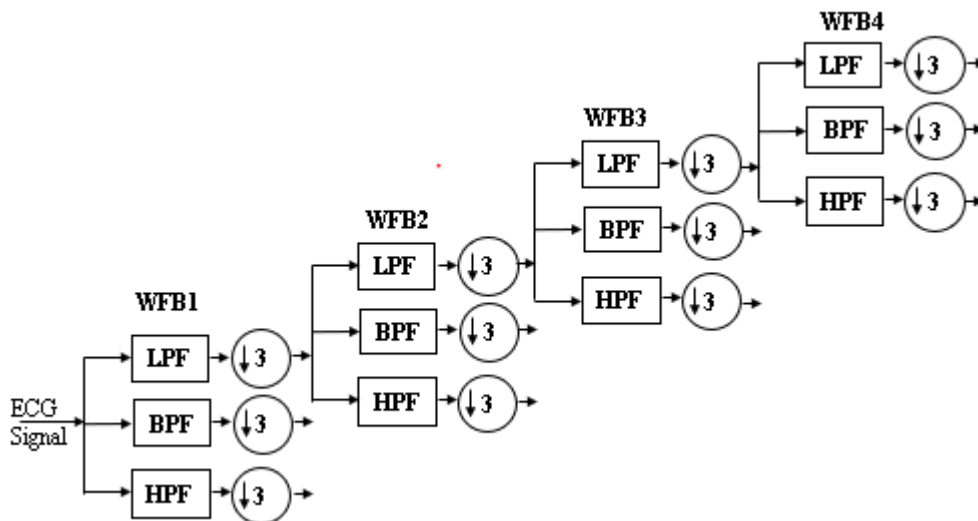 WFB4
LPF
↓3
BPF
↓3
HPF
↓3
WFB3
LPF
↓3
BPF
↓3
HPF
↓3
WFB2
LPF
↓3
BPF
↓3
HPF
↓3
WFB1
LPF
↓3
BPF
↓3
HPF
↓3
ECG
Signal